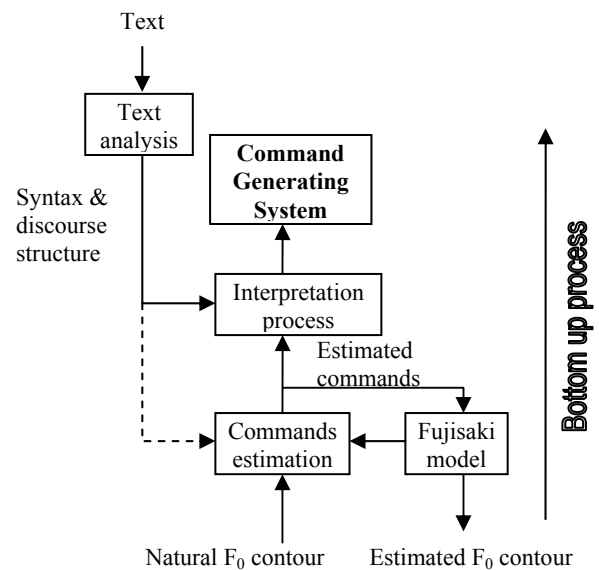 Text
Text
analysis
Command
Generating
System
Syntax &
discourse
structure
Interpretation
process
Estimated
commands
Commands
estimation
Fujisaki
model
Natural F₀ contour
Estimated F₀ contour
Bottom up process